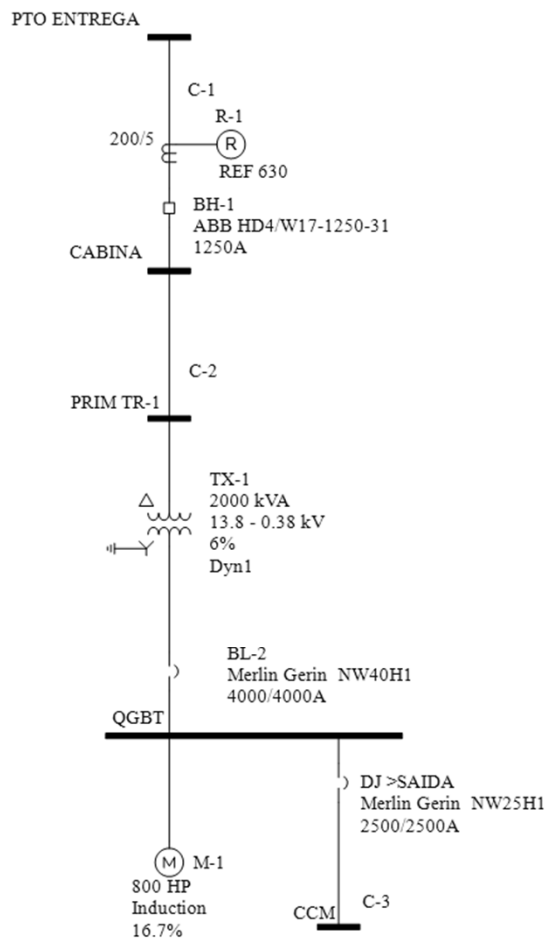 PTO ENTREGA
C-1
R-1
200/5
R
REF 630
BH-1
ABB HD4/W17-1250-31
1250A
CABINA
C-2
PRIM TR-1
TX-1
2000 kVA
13.8 - 0.38 kV
6%
Dyn1
BL-2
Merlin Gerin  NW40H1
4000/4000A
QGBT
DJ >SAIDA
Merlin Gerin  NW25H1
2500/2500A
M
M-1
800 HP
Induction
16.7%
C-3
CCM